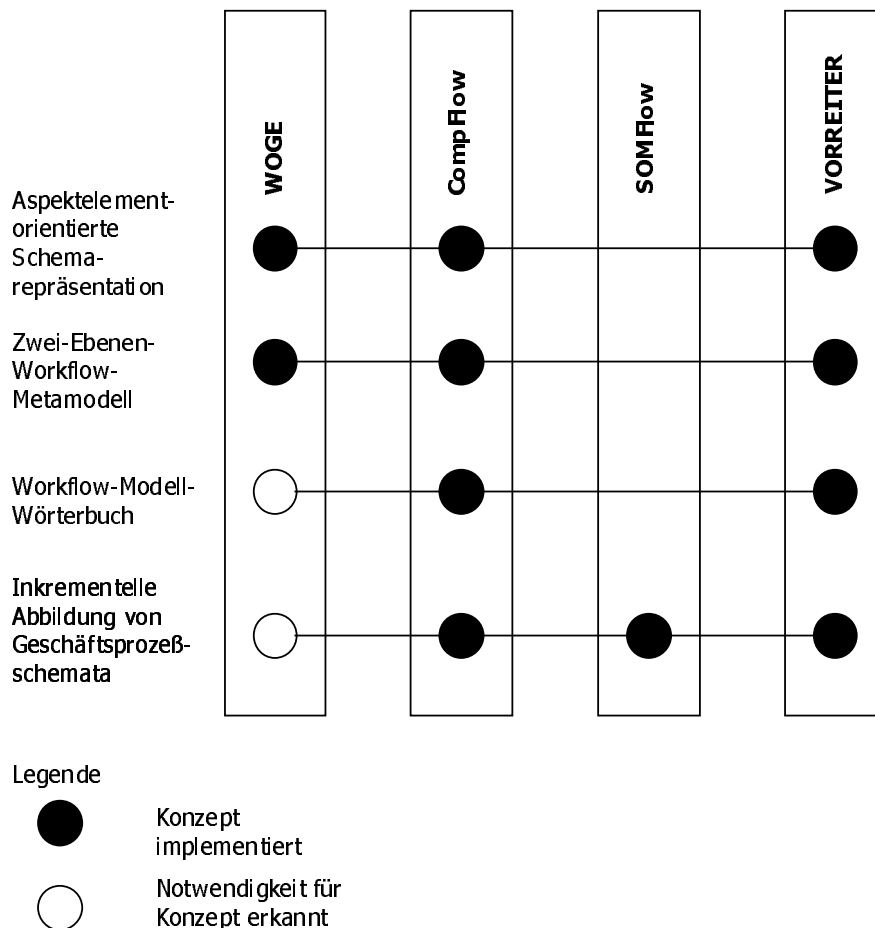 WOGE
CompFlow
SOMFlow
VORREITER
Aspektelement-
orientierte
Schema-
repräsentation
Zwei-Ebenen-
Workflow-
Metamodell
Workflow-Modell-
Wörterbuch
Inkrementelle
Abbildung von
Geschäftsprozeß-
schemata
Legende
Konzept
implementiert
Notwendigkeit für
Konzept erkannt